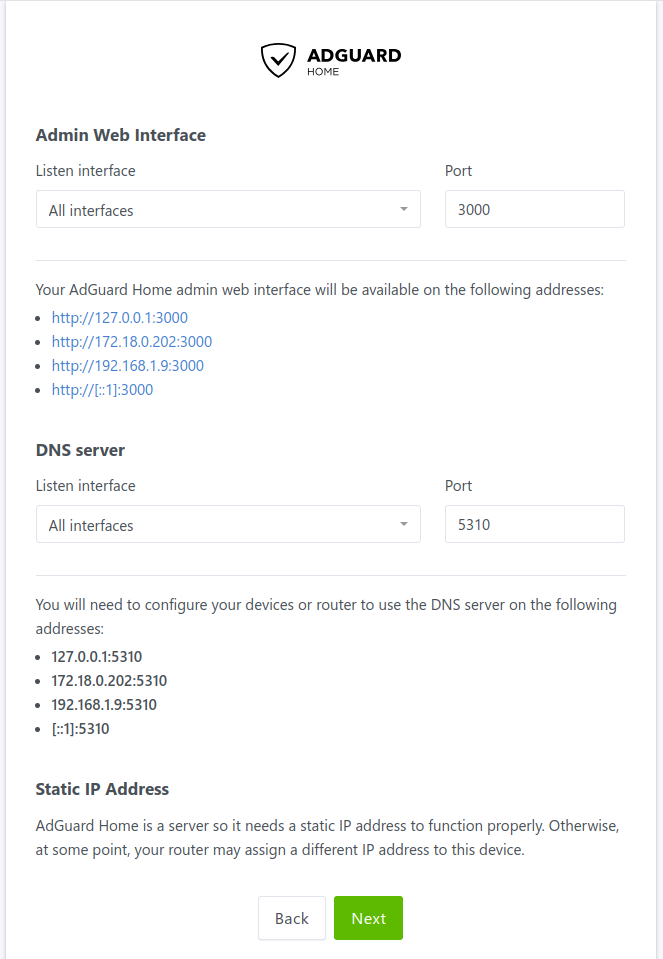 ADGUARD
HOME
Admin Web Interface
Listen interface
Port
All interfaces
3000
Your AdGuard Home admin web interface will be available on the following addresses:
http://127.0.0.1:3000
http://172.18.0.202:3000
http://192.168.1.9:3000
http://[::1]:3000
DNS server
Listen interface
Port
All interfaces
5310
You will need to configure your devices or router to use the DNS server on the following
addresses:
127.0.0.1:5310
172.18.0.202:5310
192.168.1.9:5310
[::1]:5310
Static IP Address
AdGuard Home is a server so it needs a static IP address to function properly. Otherwise,
at some point, your router may assign a different IP address to this device.
Back
Next